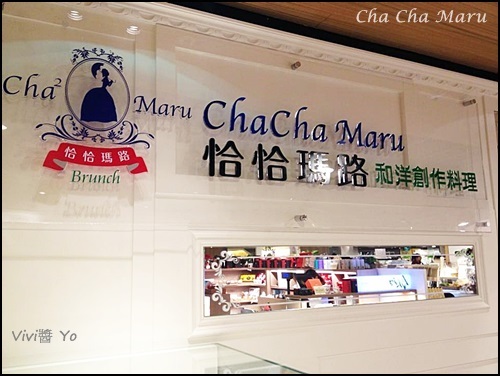 Cha Cha Maru
Cha² Maru
恰恰瑪路
Brunch
ChaCha Maru
恰恰瑪路 和洋創作料理
Vivi醬 Yo